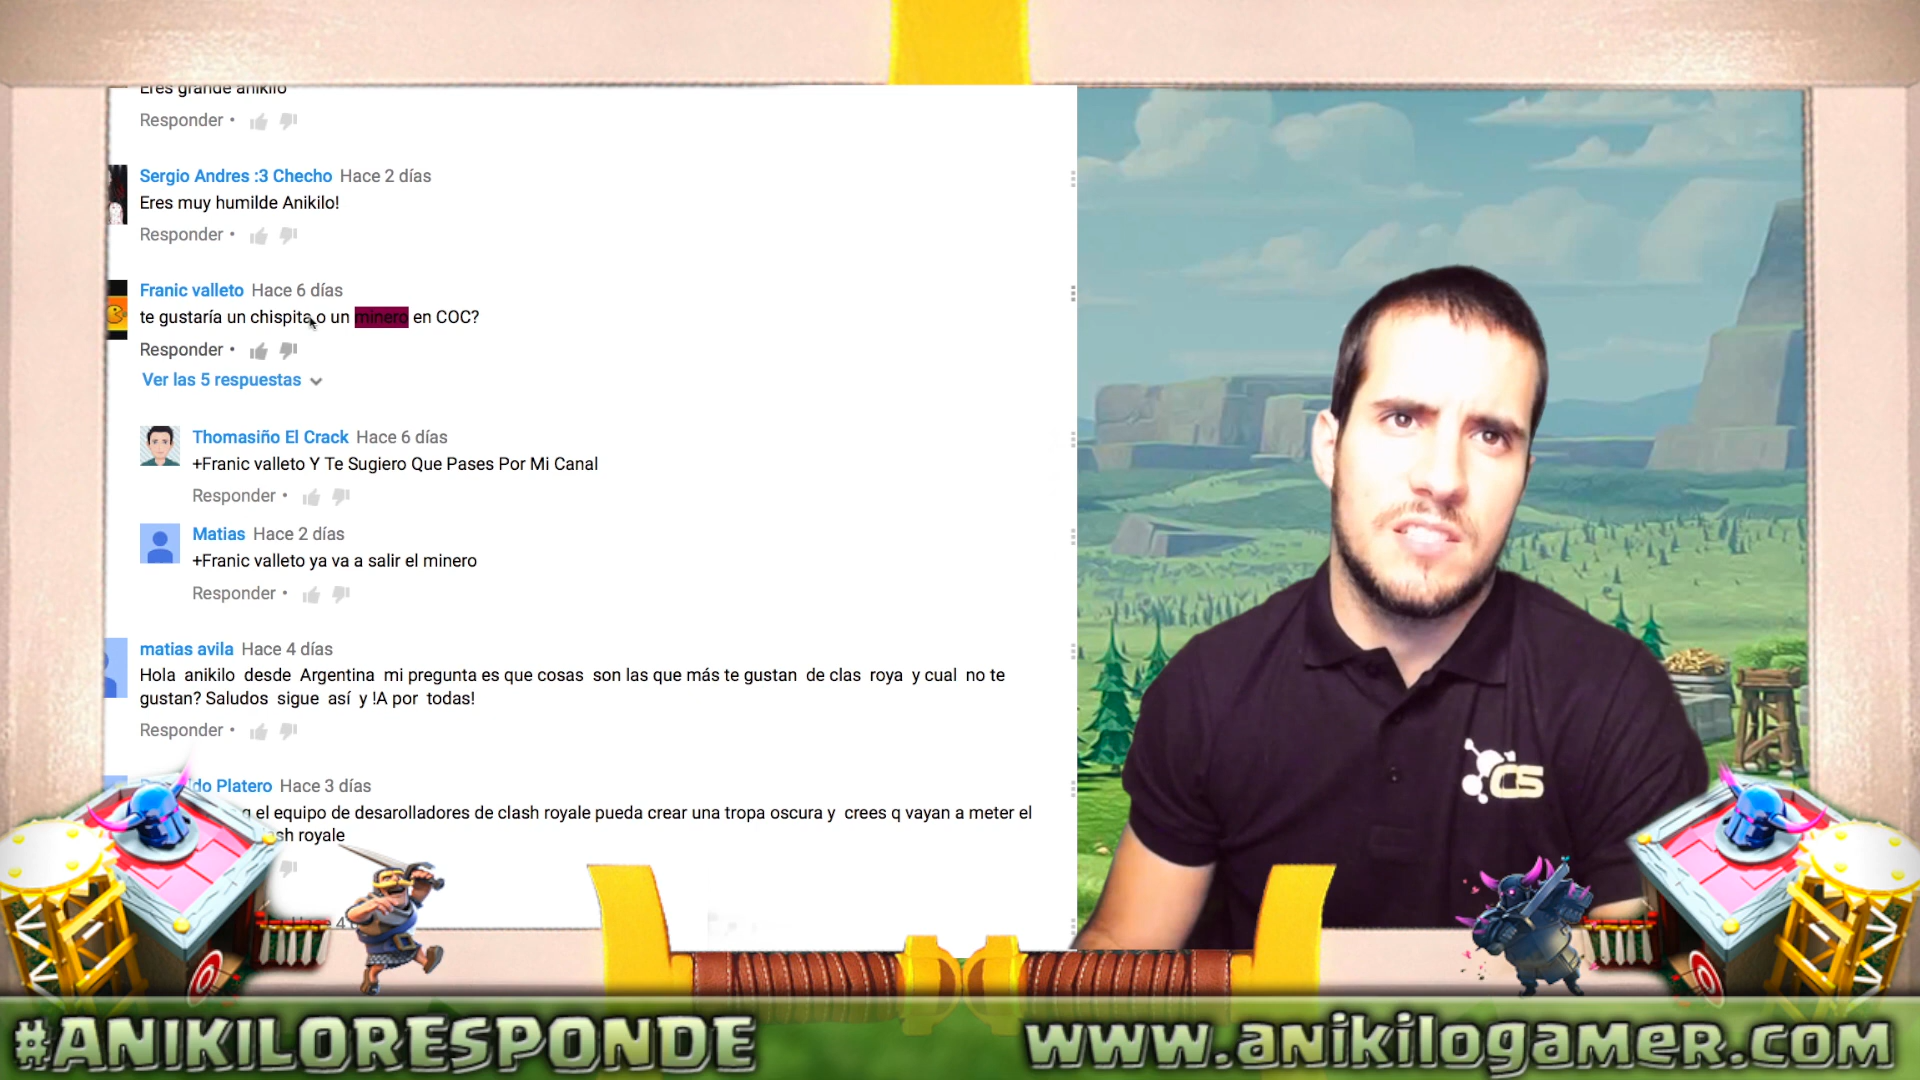 Eres grande anikilo
Responder •
Sergio Andres :3 Checho Hace 2 días
Eres muy humilde Anikilo!
Responder •
Franic valleto Hace 6 días
te gustaría un chispita o un minero en COC?
Responder •
Ver las 5 respuestas
Thomasiño El Crack Hace 6 días
+Franic valleto Y Te Sugiero Que Pases Por Mi Canal
Responder •
Matias Hace 2 días
+Franic valleto ya va a salir el minero
Responder •
matias avila Hace 4 días
Hola anikilo desde Argentina mi pregunta es que cosas son las que más te gustan de clas roya y cual no te
gustan? Saludos sigue así y !A por todas!
Responder •
Platero Hace 3 días
q el equipo de desarolladores de clash royale pueda crear una tropa oscura y crees q vayan a meter el
royale
CS
#ANIKILORESPONDE
www.anikilogamer.com